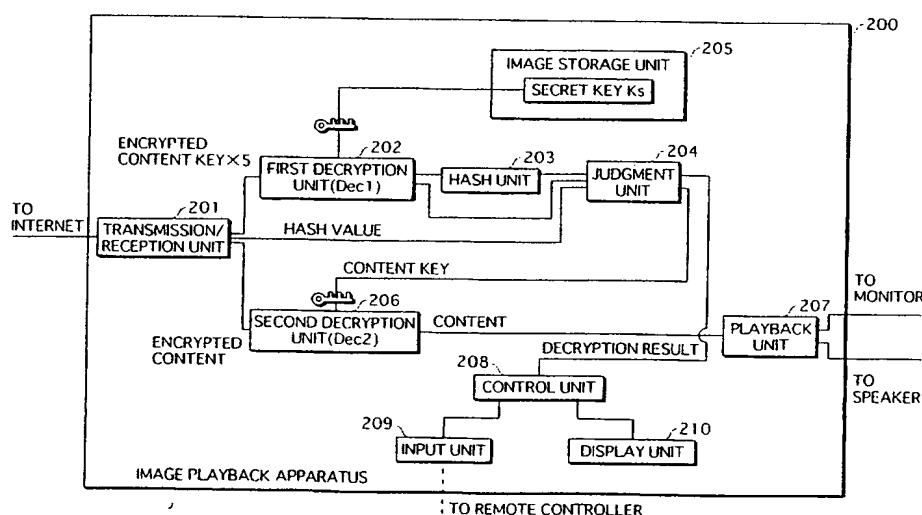 200
205
IMAGE STORAGE UNIT
SECRET KEY Ks
ENCRYPTED
CONTENT KEY×5
202
FIRST DECRYPTION
UNIT(Dec1)
203
HASH UNIT
204
JUDGMENT
UNIT
TO
INTERNET
201
TRANSMISSION/
RECEPTION UNIT
HASH VALUE
CONTENT KEY
206
SECOND DECRYPTION
UNIT(Dec2)
CONTENT
ENCRYPTED
CONTENT
207
PLAYBACK
UNIT
TO
MONITOR
TO
SPEAKER
DECRYPTION RESULT
208
CONTROL UNIT
209
INPUT UNIT
210
DISPLAY UNIT
IMAGE PLAYBACK APPARATUS
TO REMOTE CONTROLLER